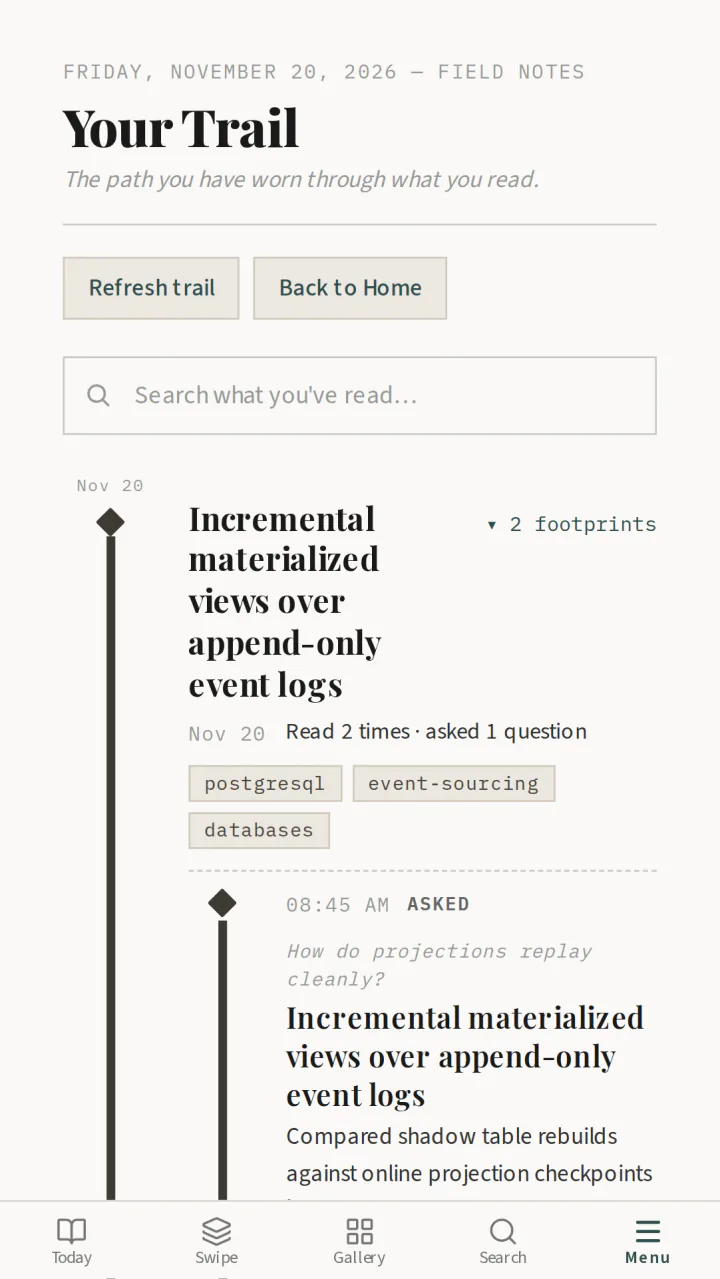 FRIDAY, NOVEMBER 20, 2026 — FIELD NOTES
Your Trail
The path you have worn through what you read.
Refresh trail
Back to Home
Search what you've read…
Nov 20
Incremental
materialized
views over
append-only
event logs
▾ 2 footprints
Nov 20 Read 2 times · asked 1 question
postgresql
event-sourcing
databases
08:45 AM ASKED
How do projections replay
cleanly?
Incremental materialized
views over append-only
event logs
Compared shadow table rebuilds
against online projection checkpoints
Today
Swipe
Gallery
Search
Menu